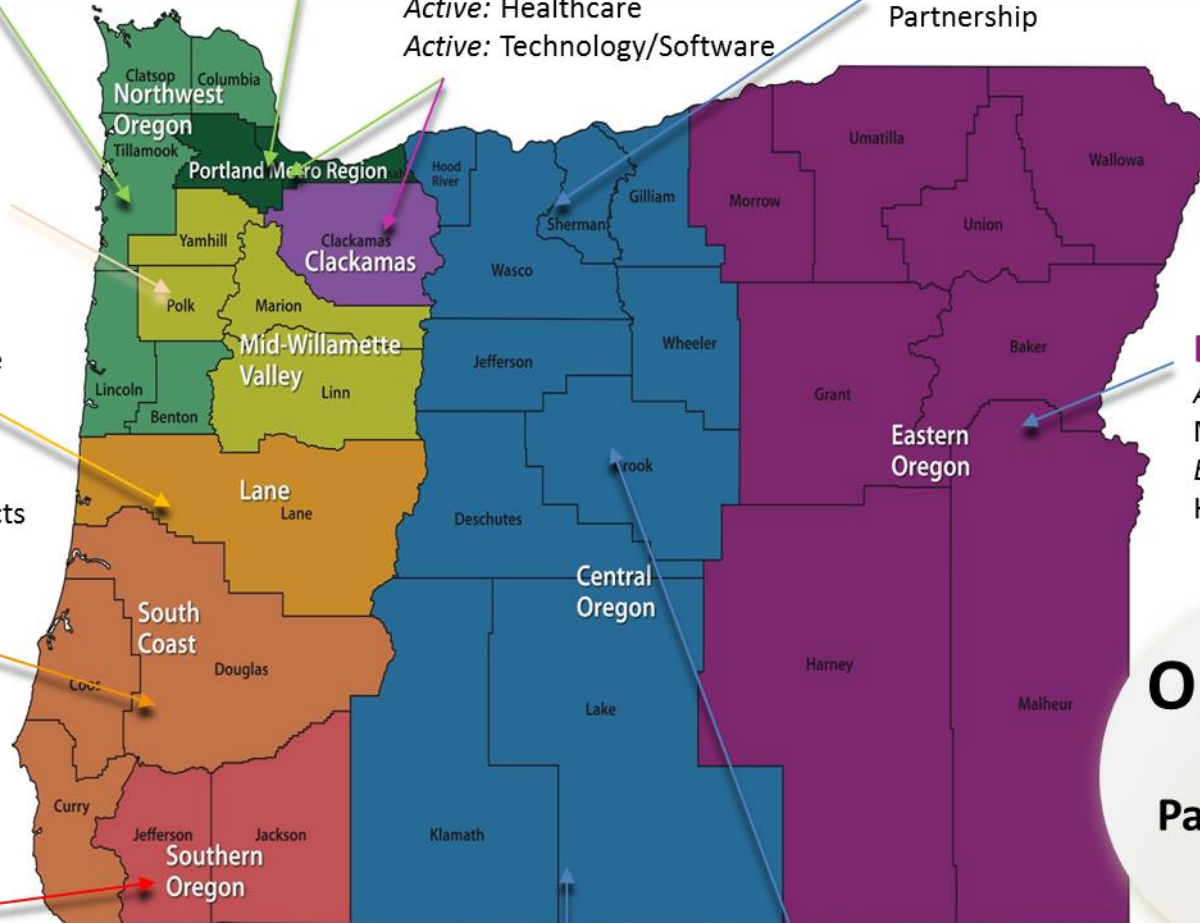 Active: Healthcare
Active: Technology/Software
Partnership
Clatsop
Columbia
Northwest
Oregon
Tillamook
Portland Metro Region
Hood
River
Gilliam
Sherman
Wasco
Umatilla
Wallowa
Morrow
Union
Yamhill
Clackamas
Clackamas
Polk
Marion
Mid-Willamette
Valley
Linn
Lincoln
Benton
Jefferson
Wheeler
Grant
Baker
Eastern
Oregon
Lane
Lane
Deschutes
Central
Oregon
South
Coast
Douglas
Coos
Lake
Harney
Malheur
Curry
Jefferson
Jackson
Southern
Oregon
Klamath